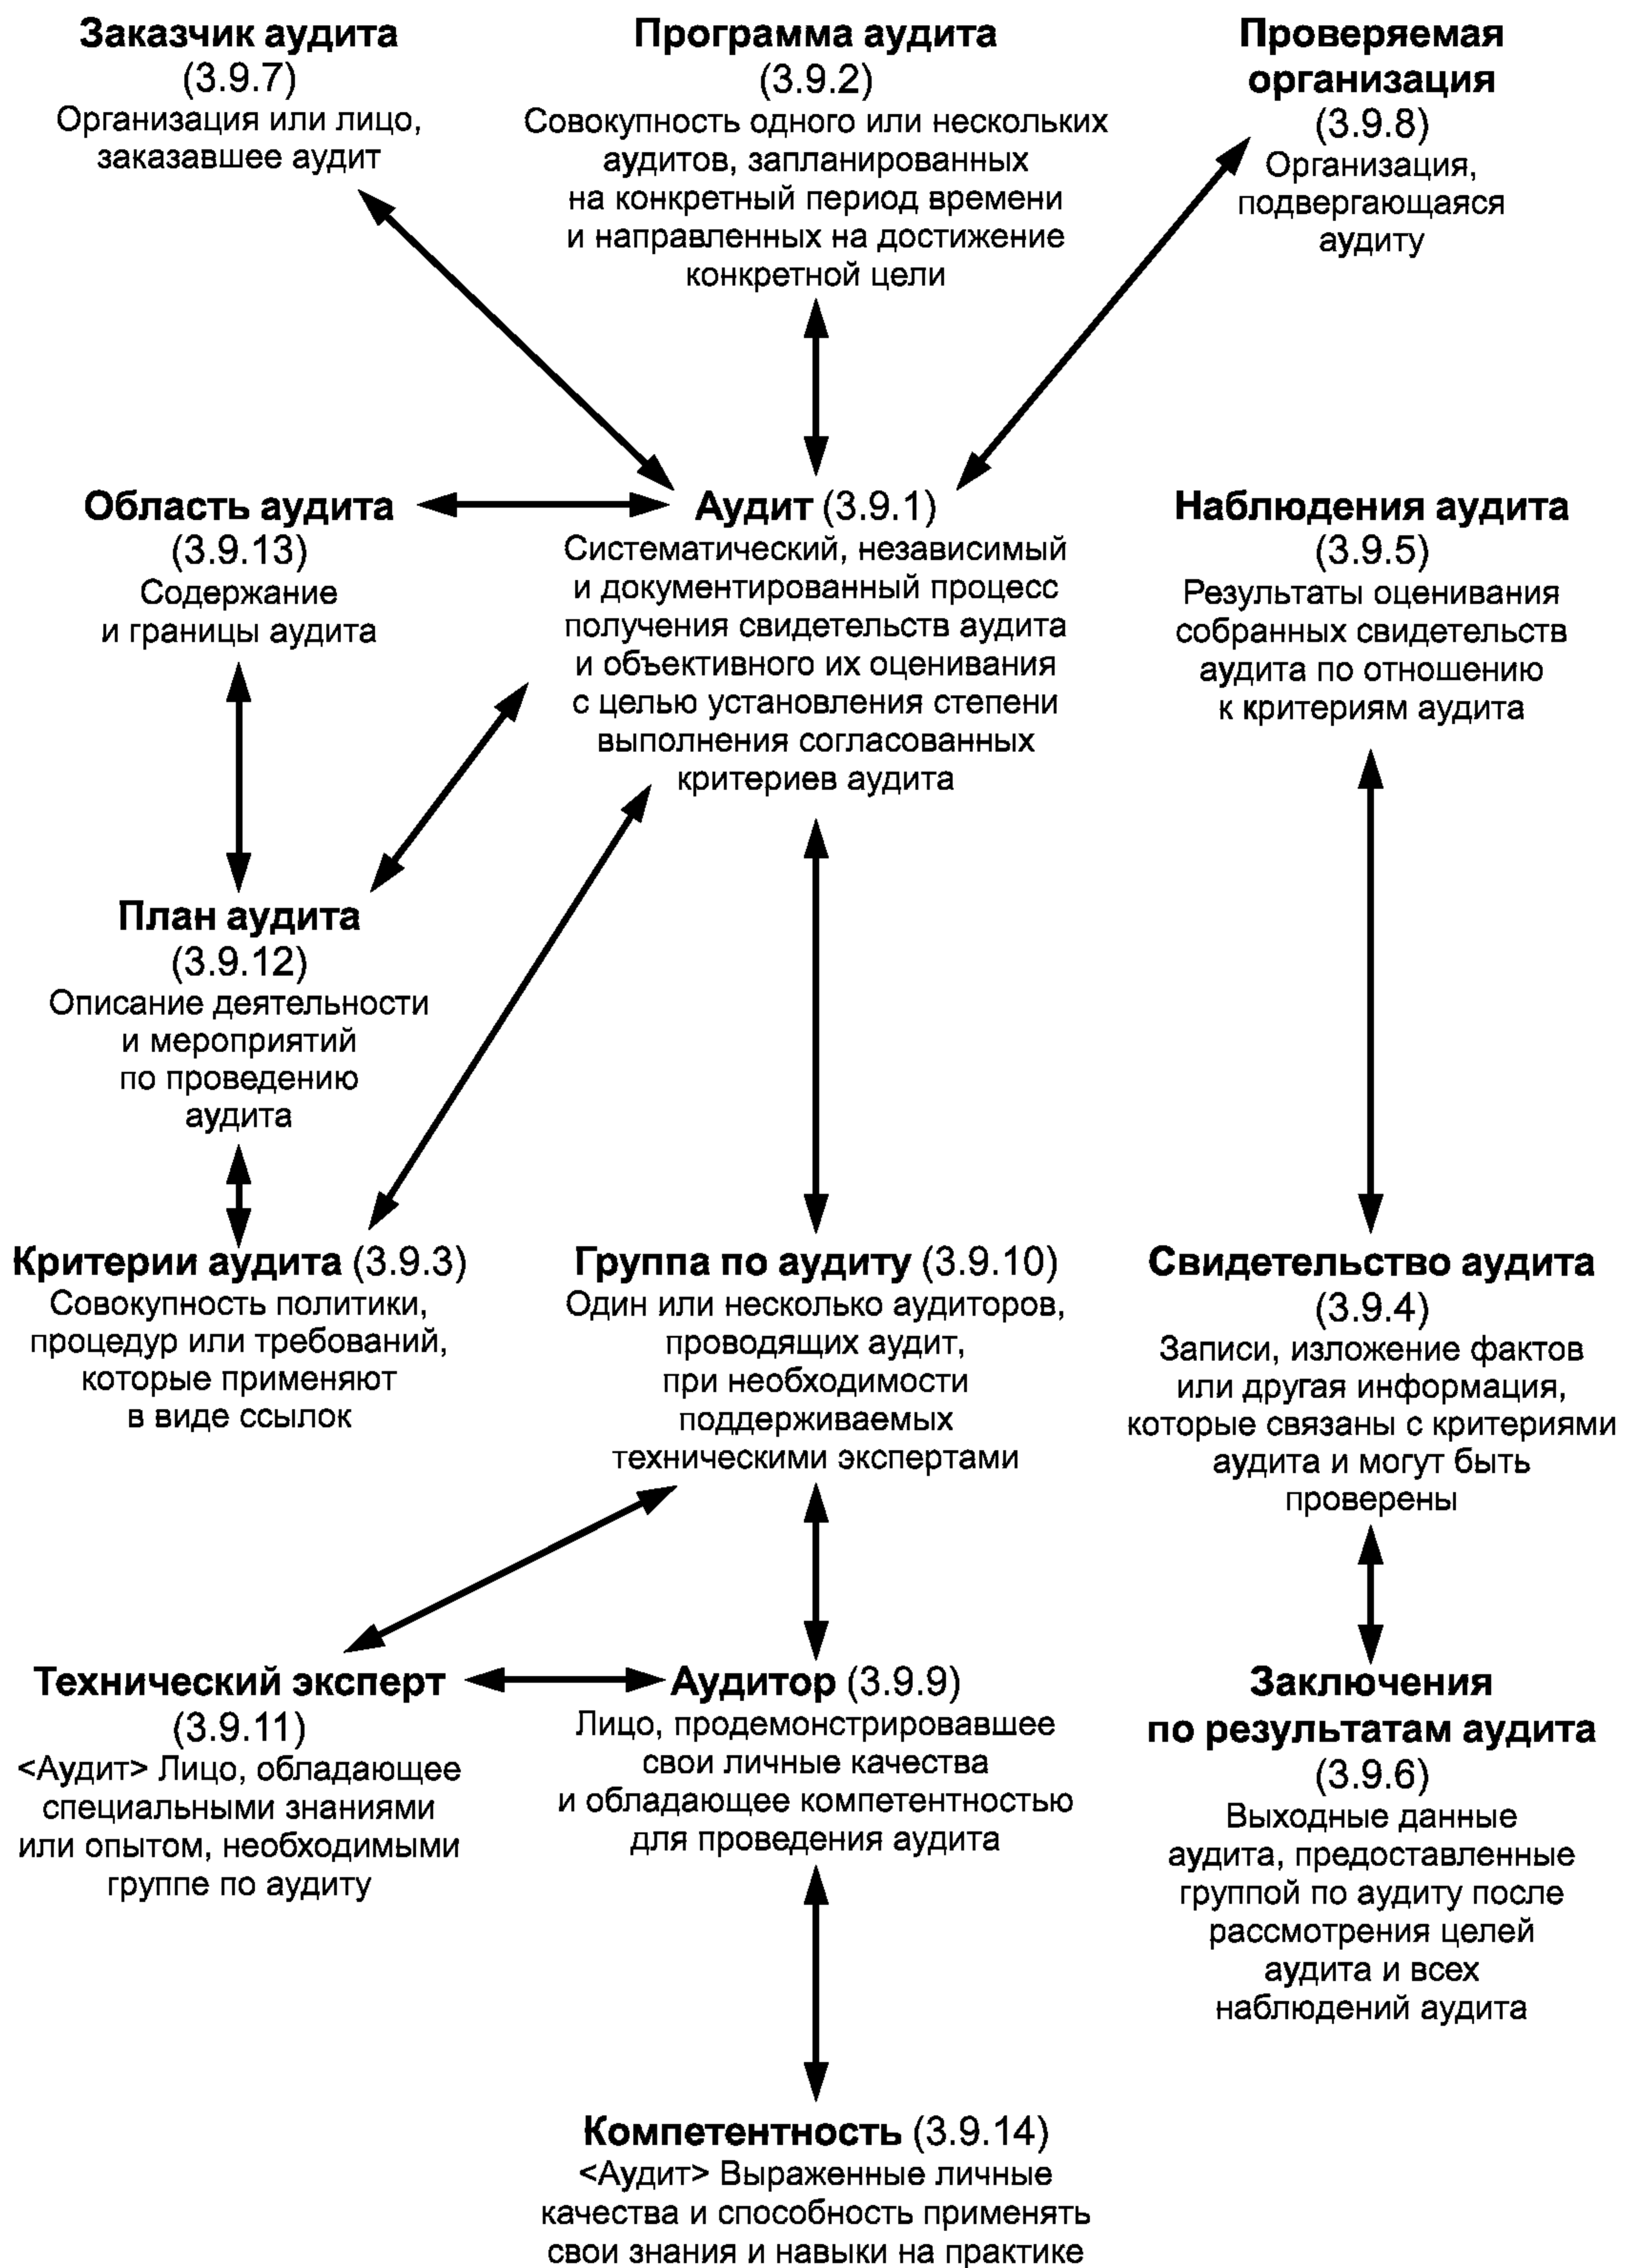 Заказчик аудита
(3.9.7)
Организация или лицо,
заказавшее аудит
Программа аудита
(3.9.2)
Совокупность одного или нескольких
аудитов, запланированных
на конкретный период времени
и направленных на достижение
конкретной цели
Проверяемая
организация
(3.9.8)
Организация,
подвергающаяся
аудиту
Область аудита
(3.9.13)
Содержание
и границы аудита
Аудит (3.9.1)
Систематический, независимый
и документированный процесс
получения свидетельств аудита
и объективного их оценивания
с целью установления степени
выполнения согласованных
критериев аудита
Наблюдения аудита
(3.9.5)
Результаты оценивания
собранных свидетельств
аудита по отношению
к критериям аудита
План аудита
(3.9.12)
Описание деятельности
и мероприятий
по проведению
аудита
Критерии аудита (3.9.3)
Совокупность политики,
процедур или требований,
которые применяют
в виде ссылок
Группа по аудиту (3.9.10)
Один или несколько аудиторов,
проводящих аудит,
при необходимости
поддерживаемых
техническими экспертами
Свидетельство аудита
(3.9.4)
Записи, изложение фактов
или другая информация,
которые связаны с критериями
аудита и могут быть
проверены
Технический эксперт
(3.9.11)
<Аудит> Лицо, обладающее
специальными знаниями
или опытом, необходимыми
группе по аудиту
Аудитор (3.9.9)
Лицо, продемонстрировавшее
свои личные качества
и обладающее компетентностью
для проведения аудита
Заключения
по результатам аудита
(3.9.6)
Выходные данные
аудита, предоставленные
группой по аудиту после
рассмотрения целей
аудита и всех
наблюдений аудита
Компетентность (3.9.14)
<Аудит> Выраженные личные
качества и способность применять
свои знания и навыки на практике